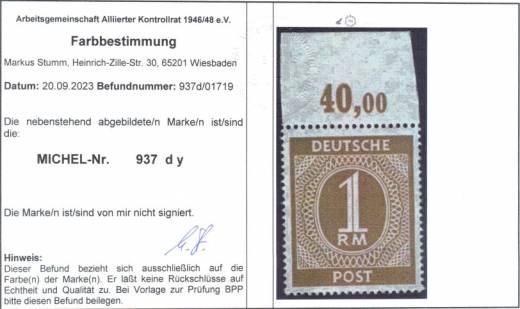 Arbeitsgemeinschaft Alliierter Kontrollrat 1946/48 e.V.
Farbbestimmung
Markus Stumm, Heinrich-Zille-Str. 30, 65201 Wiesbaden
Datum: 20.09.2023 Befundnummer: 937d/01719
Die nebenstehend abgebildete/n Marke/n ist/sind
die:
MICHEL-Nr. 937 d y
Die Marke/n ist/sind von mir nicht signiert.
Hinweis:
Dieser Befund bezieht sich ausschließlich auf die
Farbe(n) der Marke(n). Er läßt keine Rückschlüsse auf
Echtheit und Qualität zu. Bei Vorlage zur Prüfung BPP
bitte diesen Befund beilegen.
40,00
DEUTSCHE
1
RM
POST